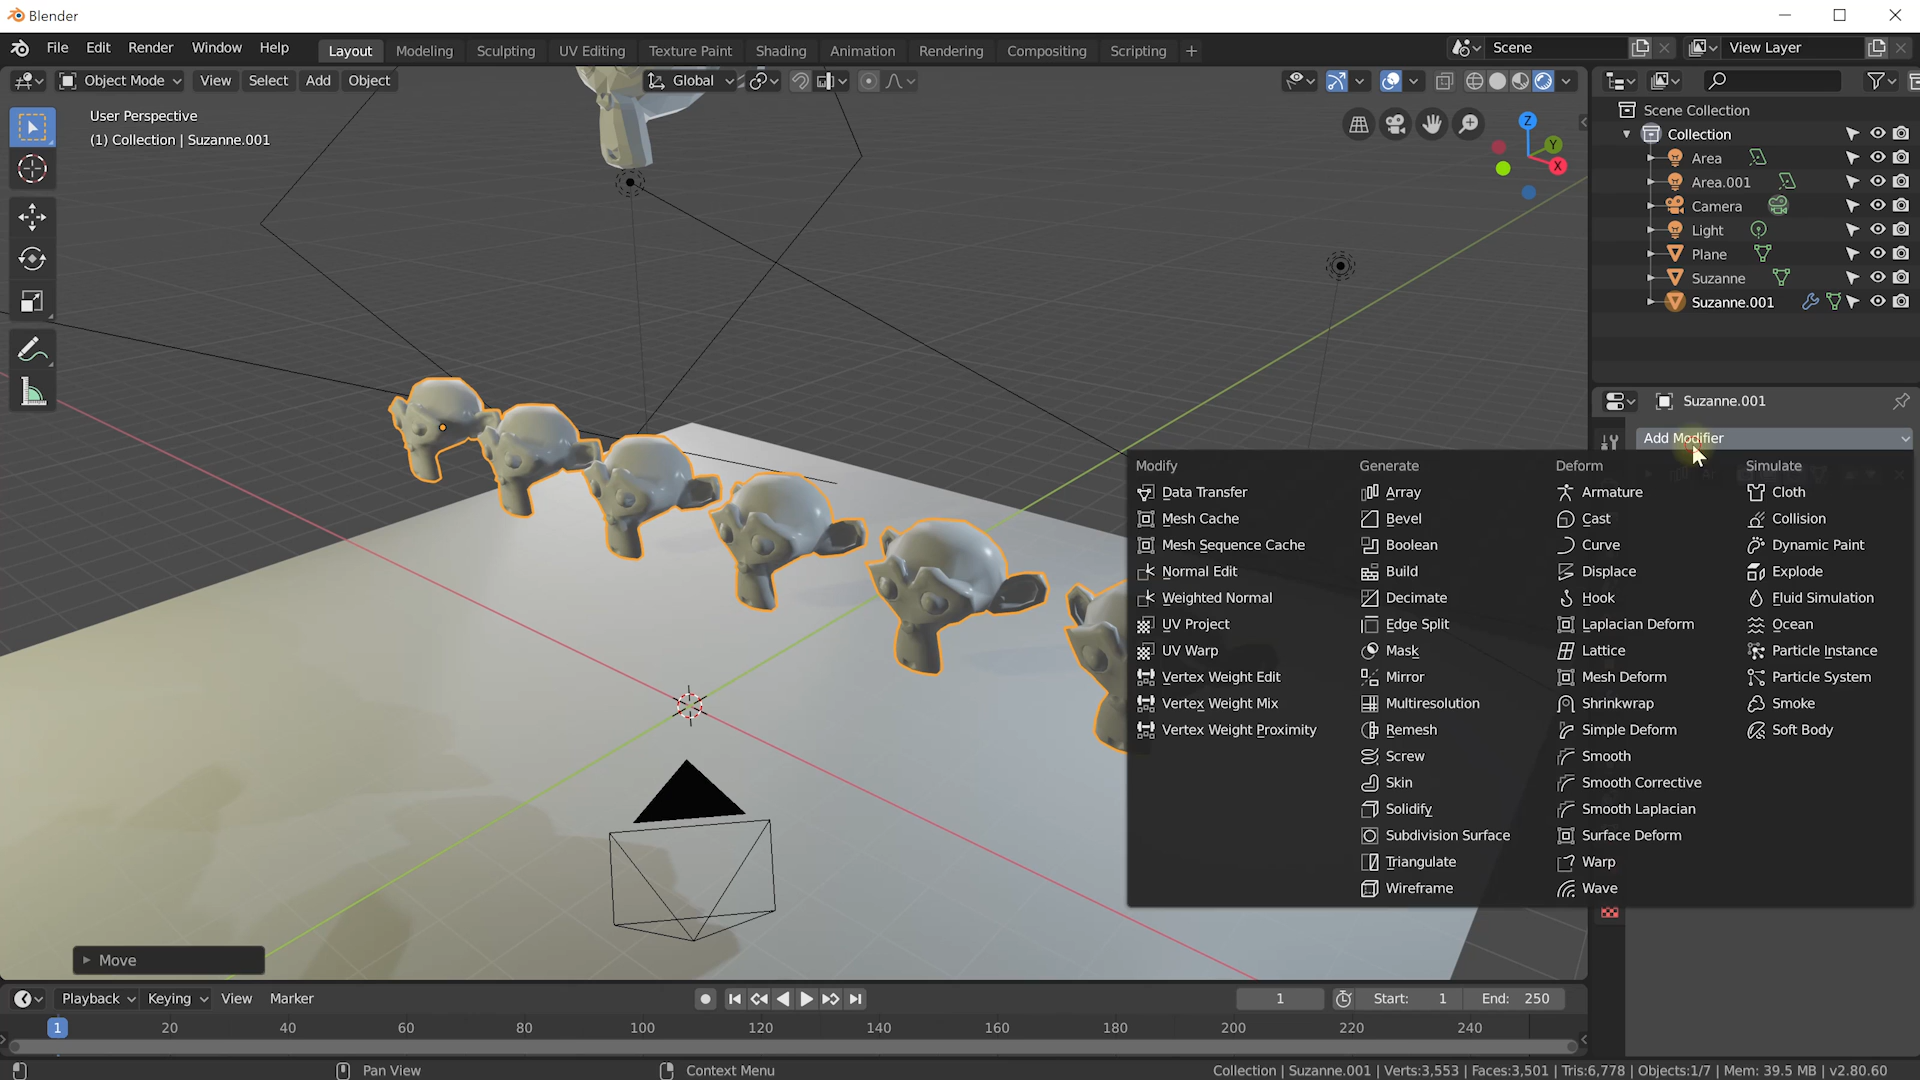 Blender
File Edit Render Window Help Layout Modeling Sculpting UV Editing Texture Paint Shading Animation Rendering Compositing Scripting + Scene View Layer
Object Mode View Select Add Object Global
User Perspective
(1) Collection | Suzanne.001
Z
Y
X
Scene Collection
Collection
Area
Area.001
Camera
Light
Plane
Suzanne
Suzanne.001
Suzanne.001
Add Modifier
Modify Generate Deform Simulate
Data Transfer Array Armature Cloth
Mesh Cache Bevel Cast Collision
Mesh Sequence Cache Boolean Curve Dynamic Paint
Normal Edit Build Displace Explode
Weighted Normal Decimate Hook Fluid Simulation
UV Project Edge Split Laplacian Deform Ocean
UV Warp Mask Lattice Particle Instance
Vertex Weight Edit Mirror Mesh Deform Particle System
Vertex Weight Mix Multiresolution Shrinkwrap Smoke
Vertex Weight Proximity Remesh Simple Deform Soft Body
Screw Smooth
Skin Smooth Corrective
Solidify Smooth Laplacian
Subdivision Surface Surface Deform
Triangulate Warp
Wireframe Wave
Move
Playback Keying View Marker 1 Start: 1 End: 250
1 20 40 60 80 100 120 140 160 180 200 220 240
Pan View Context Menu Collection | Suzanne.001 | Verts:3,553 | Faces:3,501 | Tris:6,778 | Objects:1/7 | Mem: 39.5 MB | v2.80.60